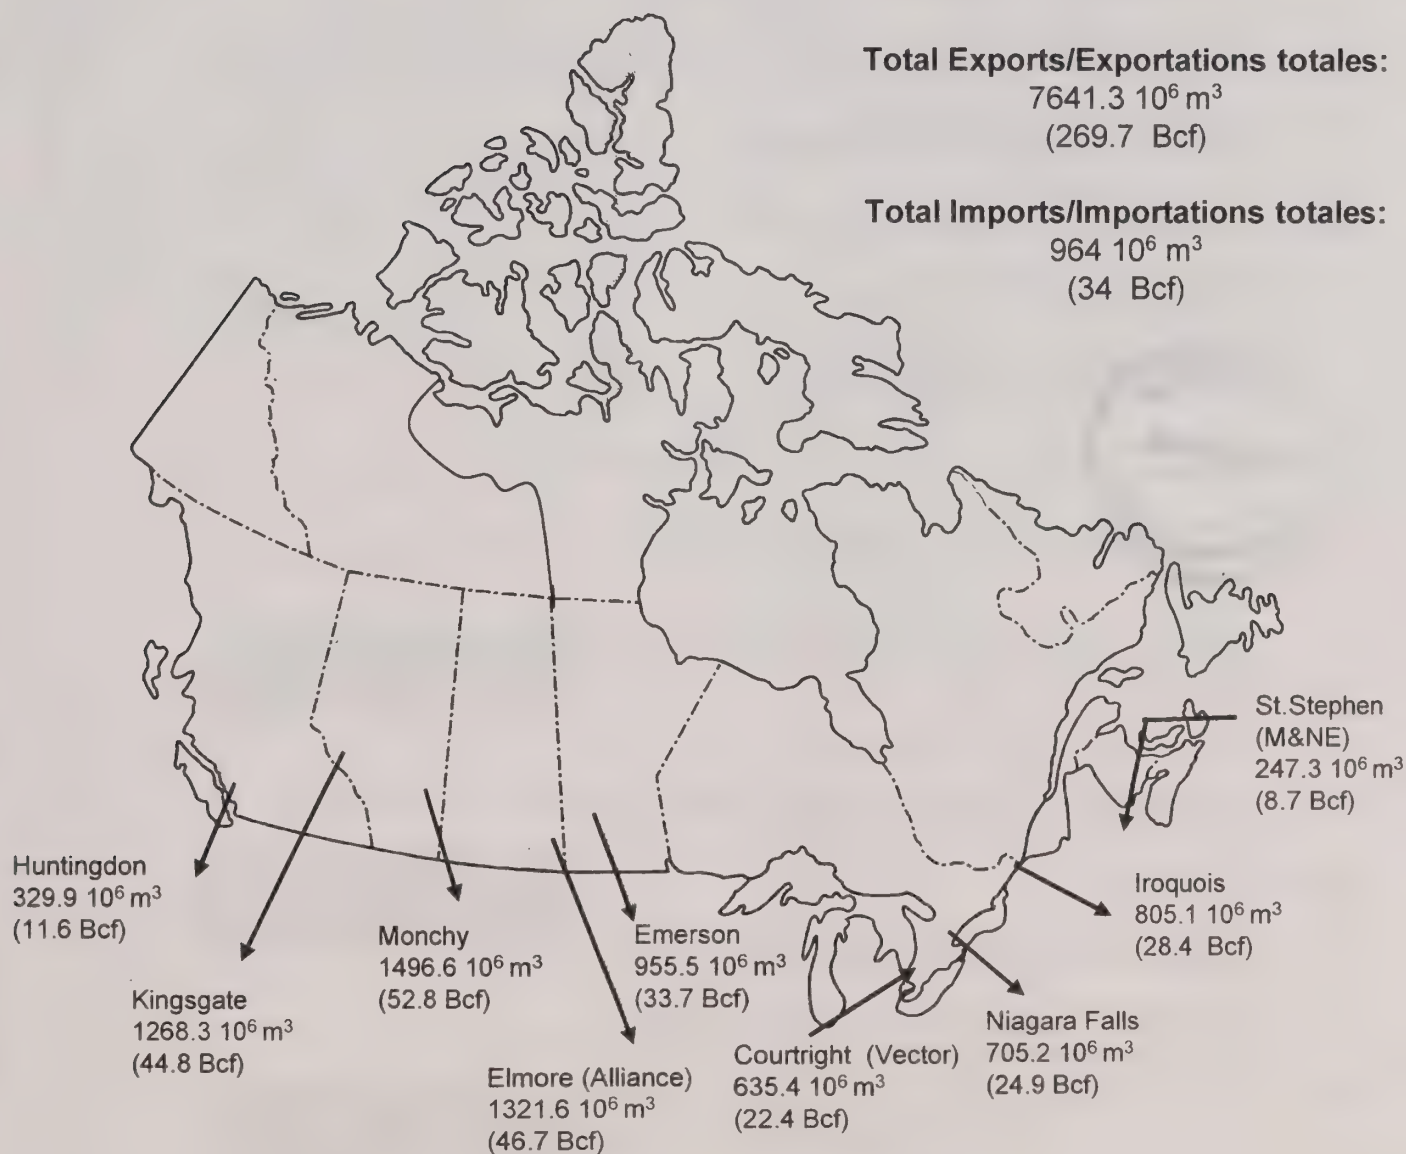 Total Exports/Exportations totales:
7641.3 10⁶ m³
(269.7 Bcf)
Total Imports/Importations totales:
964 10⁶ m³
(34 Bcf)
St.Stephen
(M&NE)
247.3 10⁶ m³
(8.7 Bcf)
Huntingdon
329.9 10⁶ m³
(11.6 Bcf)
Iroquois
805.1 10⁶ m³
(28.4 Bcf)
Monchy
1496.6 10⁶ m³
(52.8 Bcf)
Emerson
955.5 10⁶ m³
(33.7 Bcf)
Kingsgate
1268.3 10⁶ m³
(44.8 Bcf)
Niagara Falls
705.2 10⁶ m³
(24.9 Bcf)
Courtright (Vector)
635.4 10⁶ m³
(22.4 Bcf)
Elmore (Alliance)
1321.6 10⁶ m³
(46.7 Bcf)